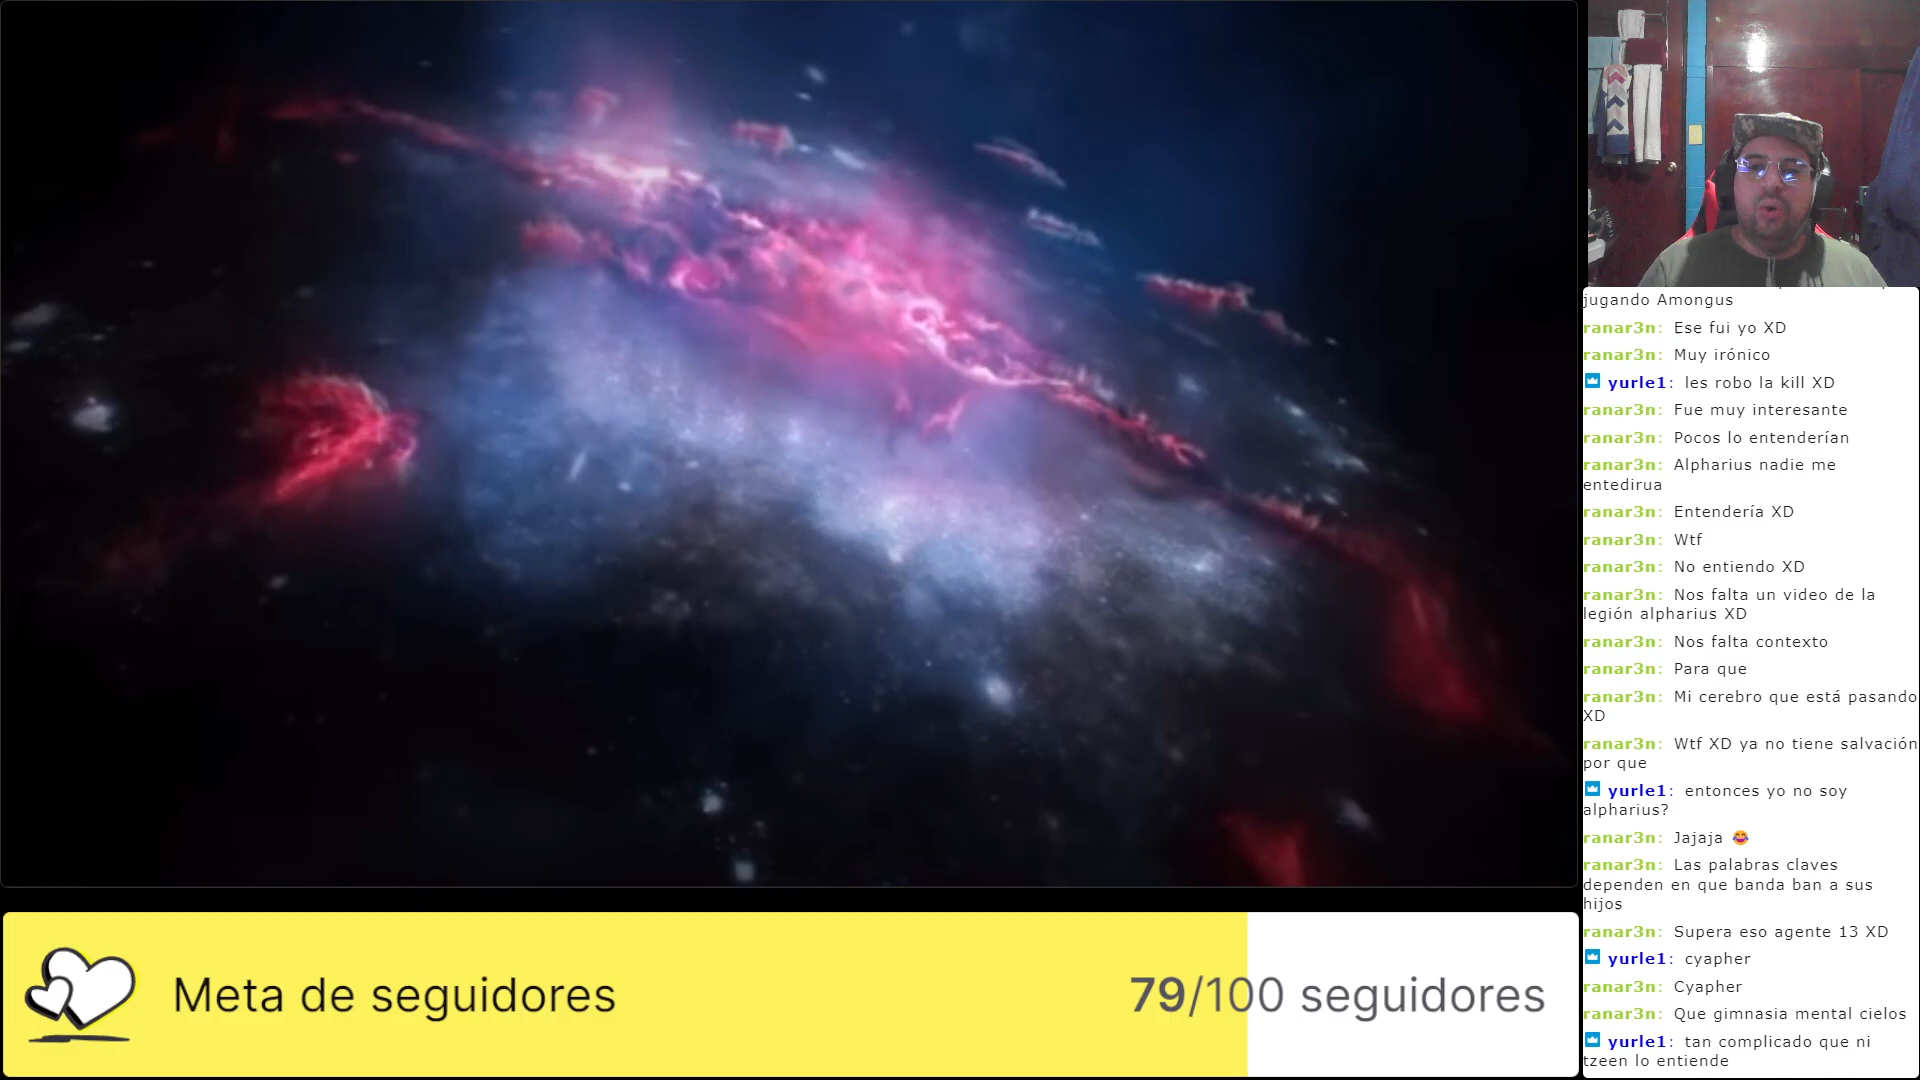 jugando Amongus
ranar3n: Ese fui yo XD
ranar3n: Muy irónico
yurle1: les robo la kill XD
ranar3n: Fue muy interesante
ranar3n: Pocos lo entenderían
ranar3n: Alpharius nadie me
entedirua
ranar3n: Entendería XD
ranar3n: Wtf
ranar3n: No entiendo XD
ranar3n: Nos falta un video de la
legión alpharius XD
ranar3n: Nos falta contexto
ranar3n: Para que
ranar3n: Mi cerebro que está pasando
XD
ranar3n: Wtf XD ya no tiene salvación
por que
yurle1: entonces yo no soy
alpharius?
ranar3n: Jajaja 😂
ranar3n: Las palabras claves
dependen en que banda ban a sus
hijos
ranar3n: Supera eso agente 13 XD
yurle1: cyapher
ranar3n: Cyapher
ranar3n: Que gimnasia mental cielos
yurle1: tan complicado que ni
tzeen lo entiende
Meta de seguidores
79/100 seguidores